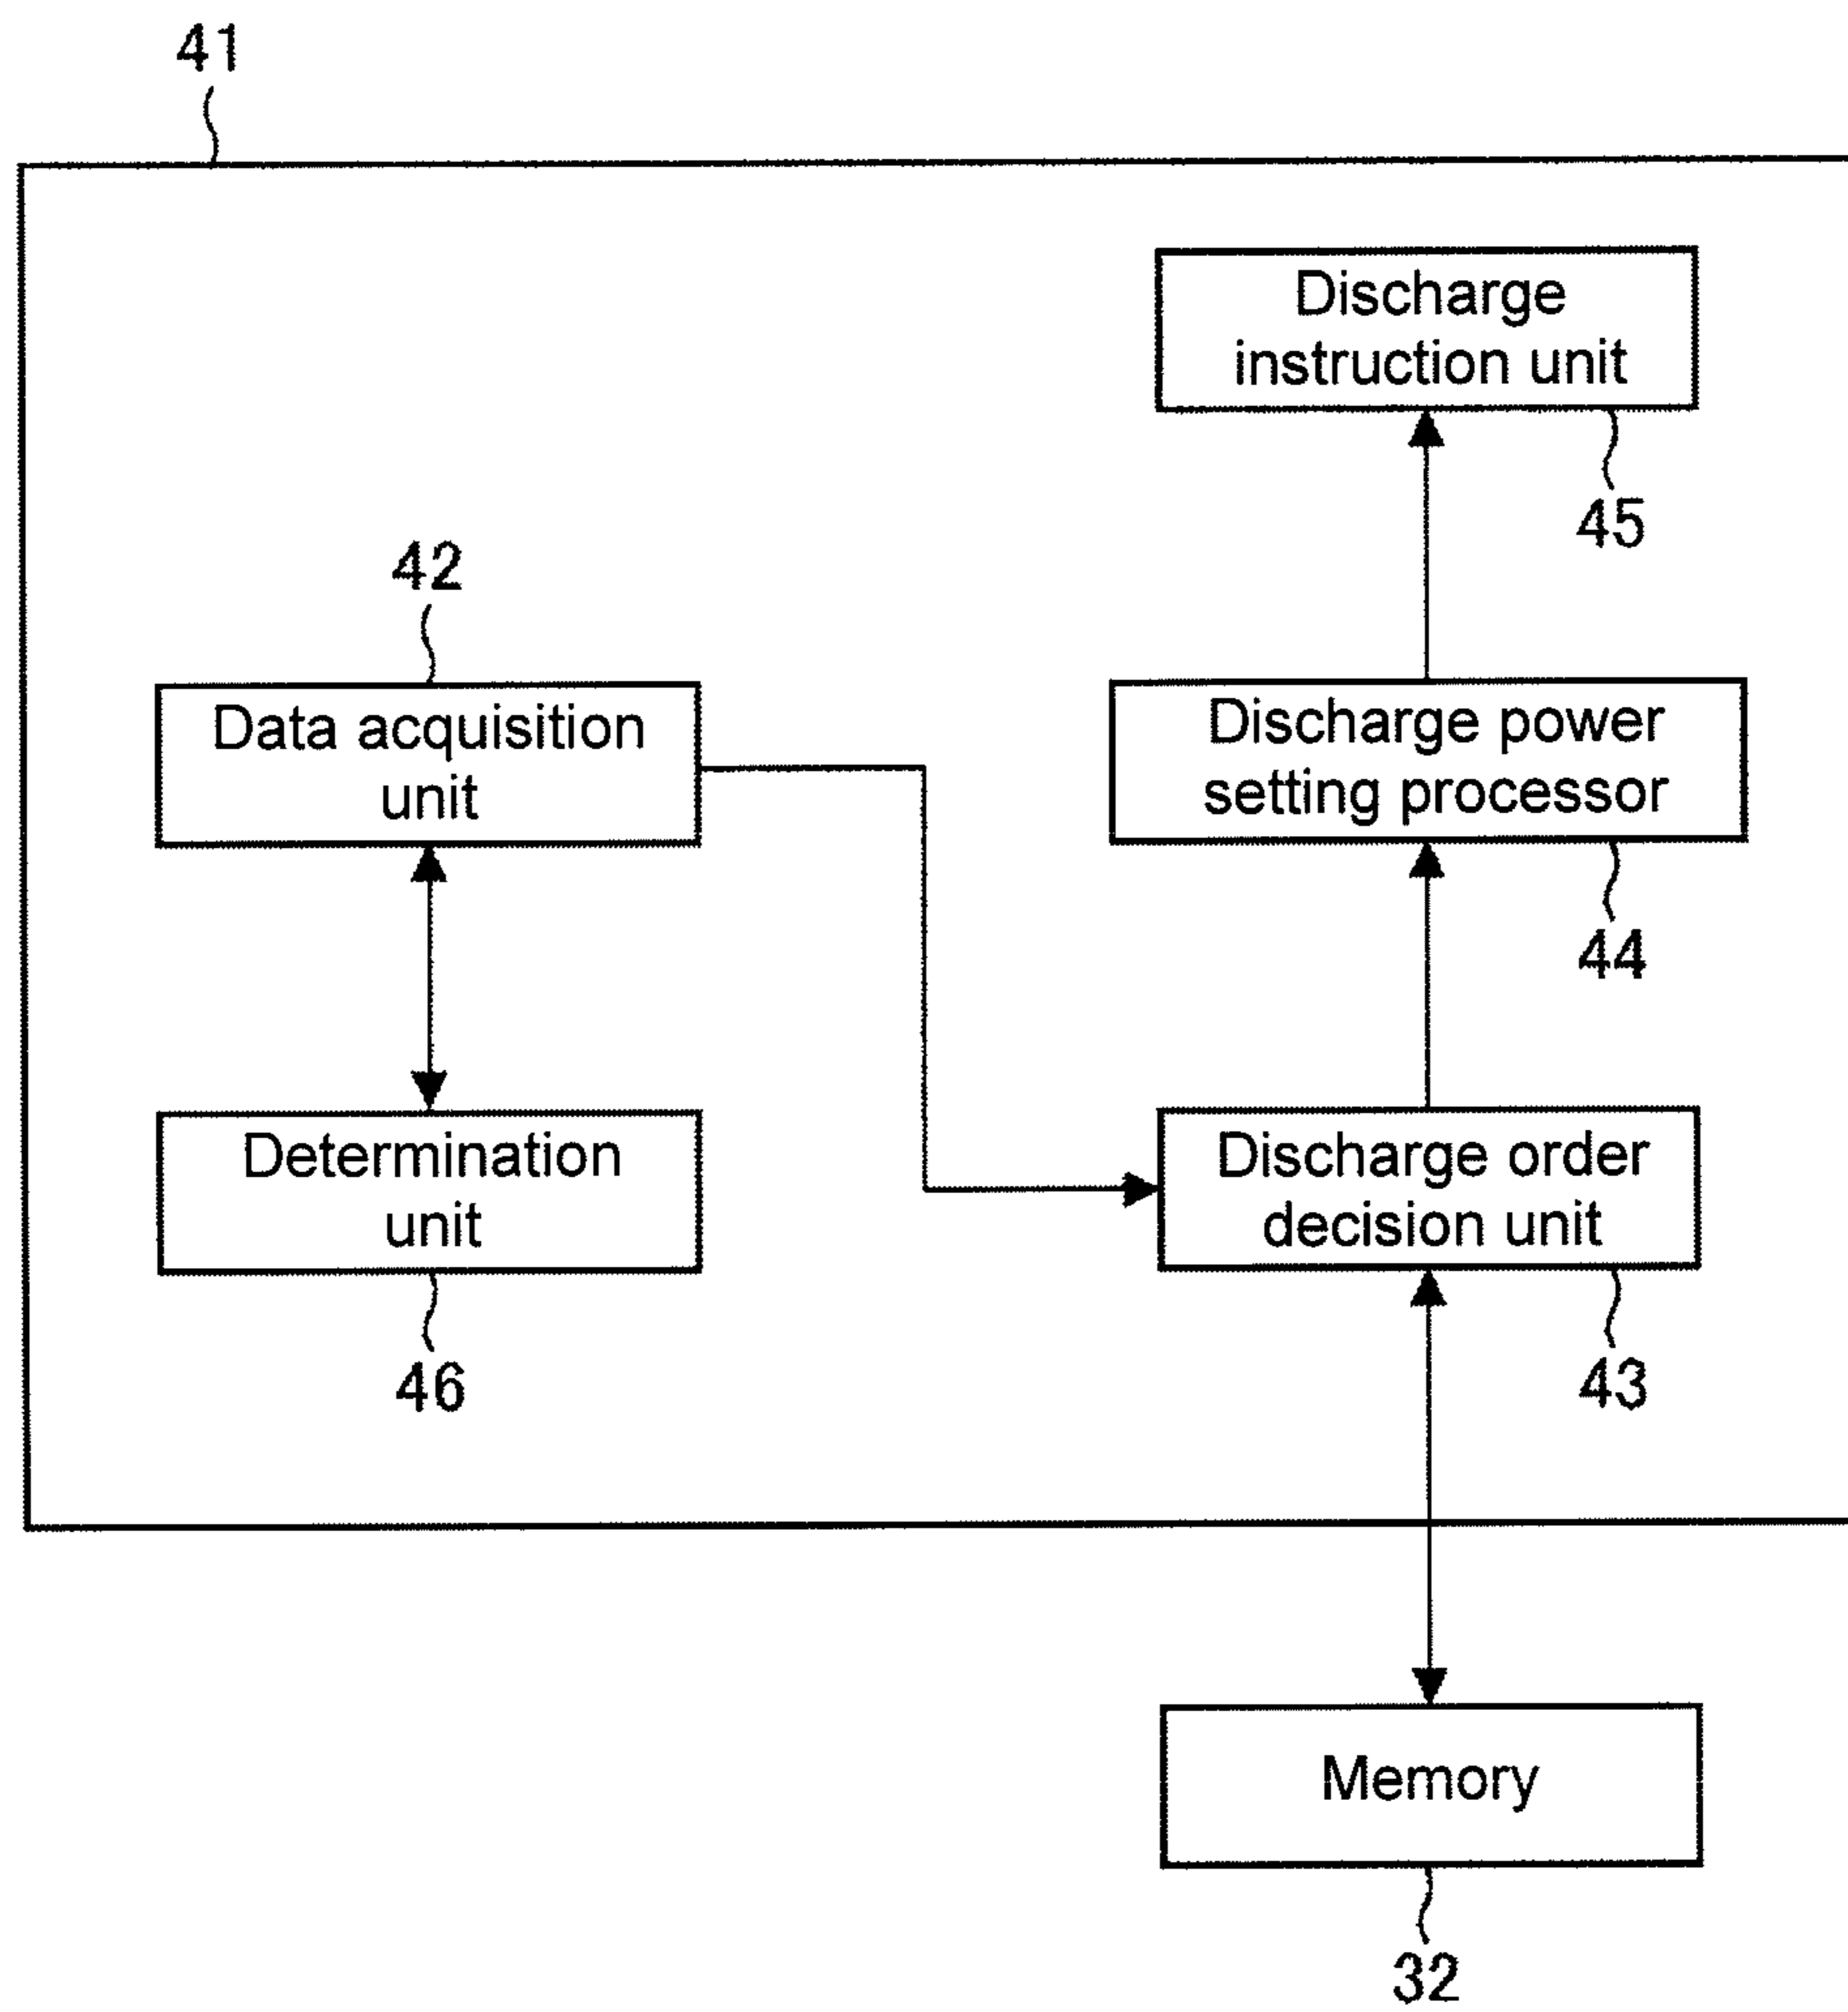 41
Discharge
instruction unit
45
42
Data acquisition
unit
Discharge power
setting processor
44
Determination
unit
46
Discharge order
decision unit
43
Memory
32